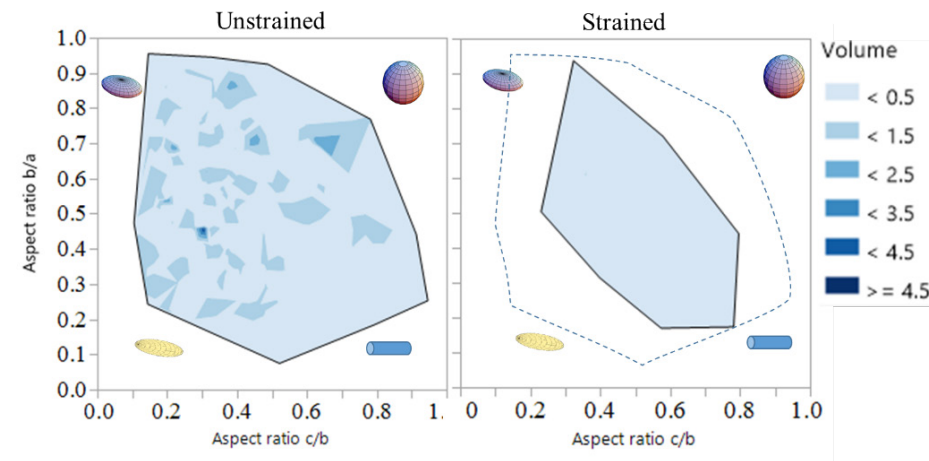 Unstrained
Strained
Aspect ratio b/a
1.0
0.9
0.8
0.7
0.6
0.5
0.4
0.3
0.2
0.1
0.0
0.0 0.2 0.4 0.6 0.8 1.
Aspect ratio c/b
0 0.2 0.4 0.6 0.8 1.0
Aspect ratio c/b
Volume
< 0.5
< 1.5
< 2.5
< 3.5
< 4.5
>= 4.5